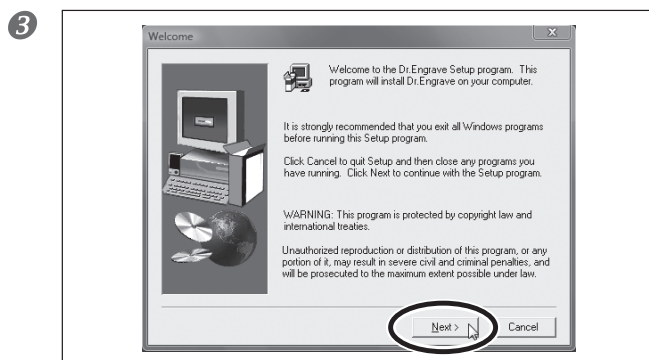 3
Welcome
X
Welcome to the Dr.Engrave Setup program. This
program will install Dr.Engrave on your computer.
It is strongly recommended that you exit all Windows programs
before running this Setup program.
Click Cancel to quit Setup and then close any programs you
have running. Click Next to continue with the Setup program.
WARNING: This program is protected by copyright law and
international treaties.
Unauthorized reproduction or distribution of this program, or any
portion of it, may result in severe civil and criminal penalties, and
will be prosecuted to the maximum extent possible under law.
Next > Cancel